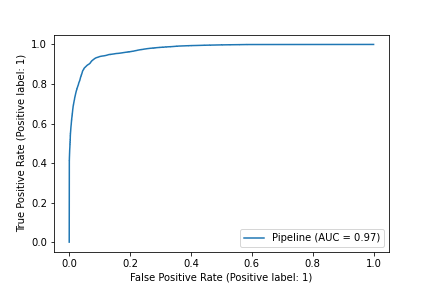 1.0
0.8
0.6
0.4
0.2
0.0
True Positive Rate (Positive label: 1)
Pipeline (AUC = 0.97)
0.0 0.2 0.4 0.6 0.8 1.0
False Positive Rate (Positive label: 1)